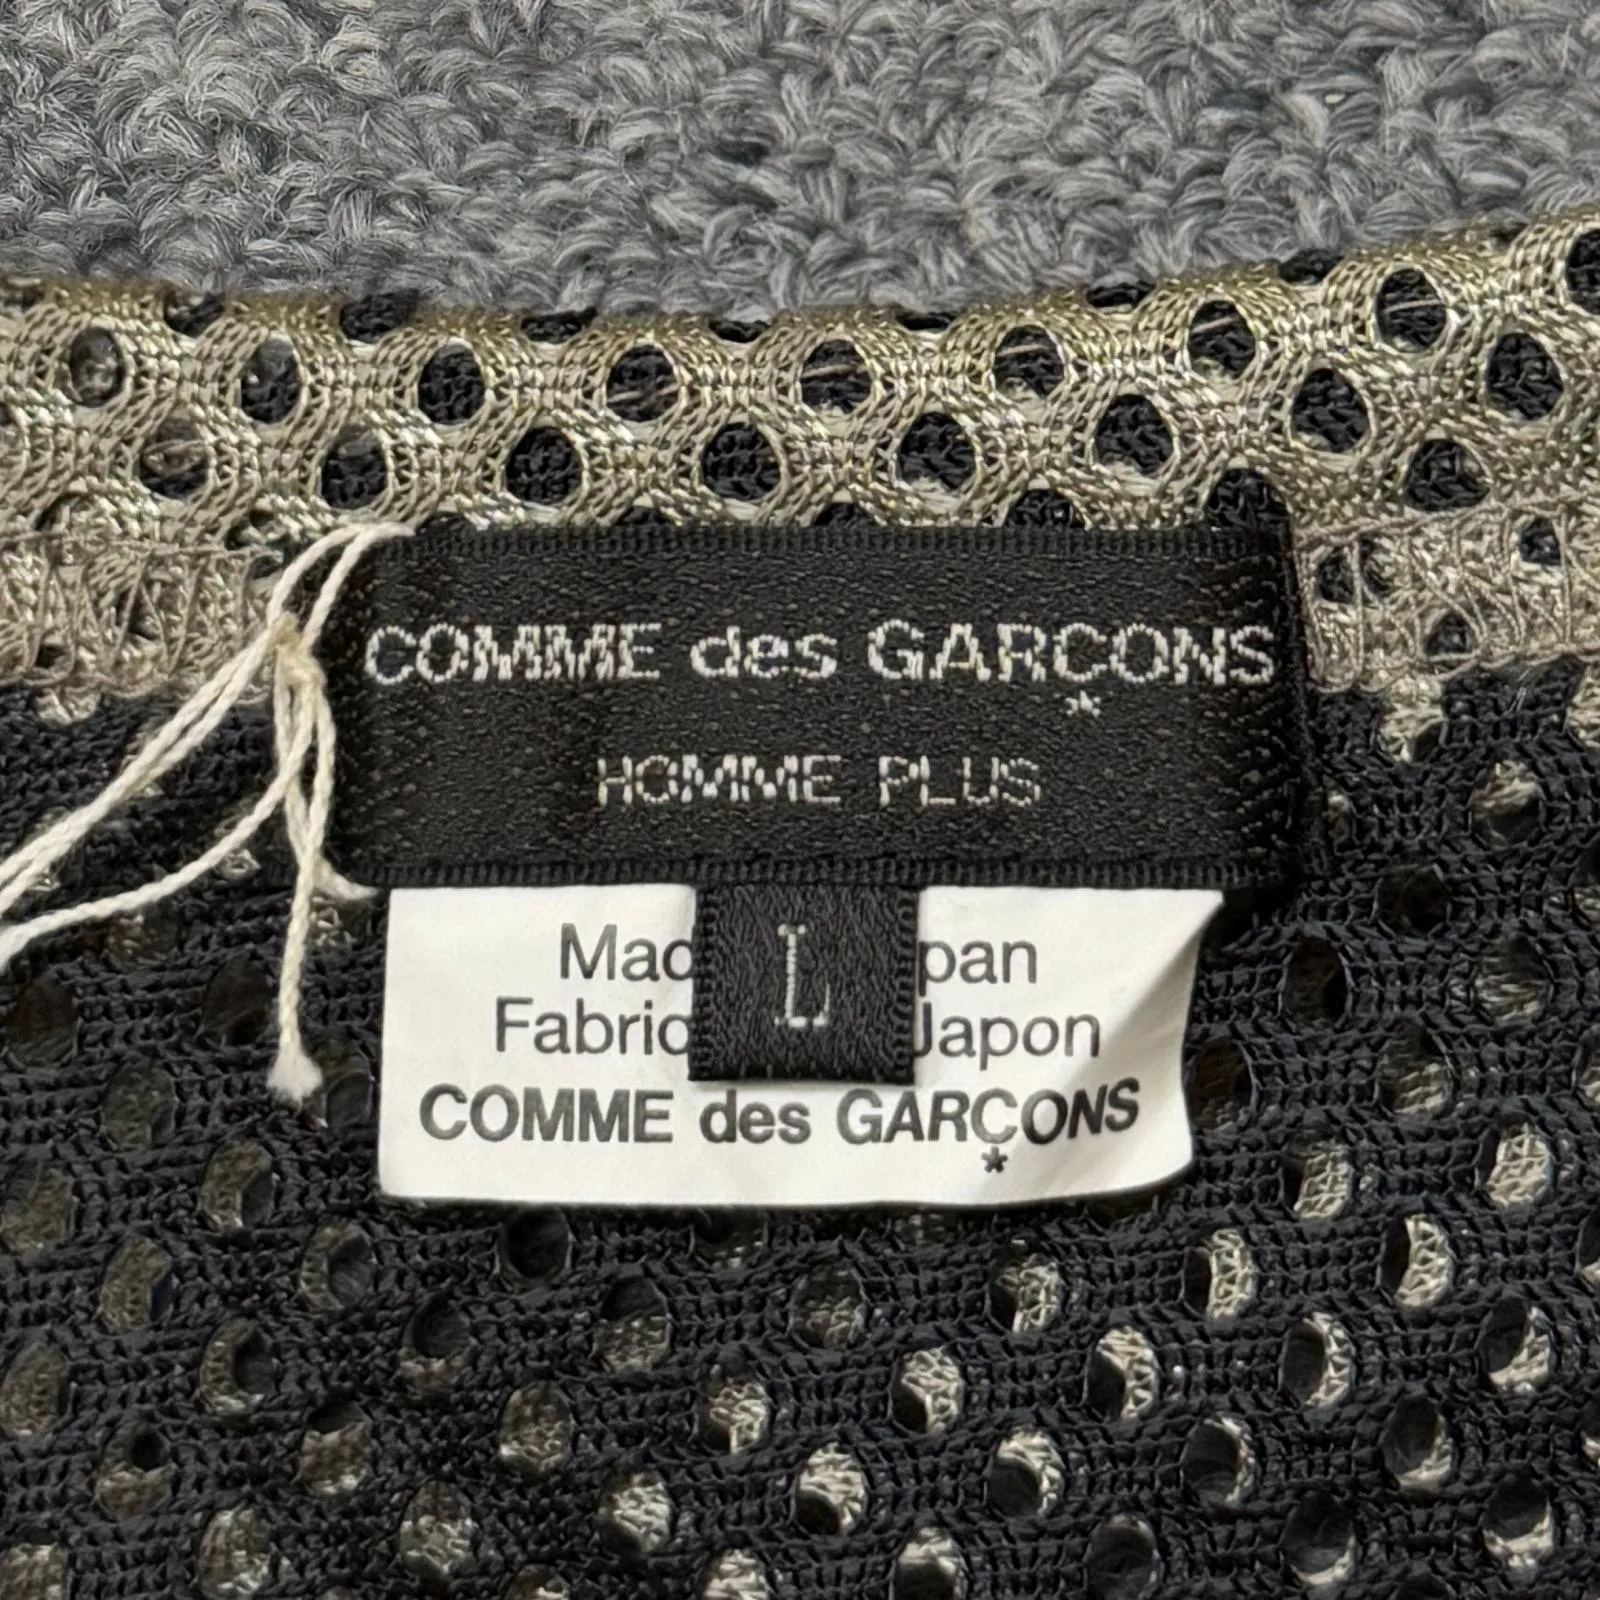 COMME des GARÇONS
HOMME PLUS
L
Mad pan
Fabric Japon
COMME des GARÇONS